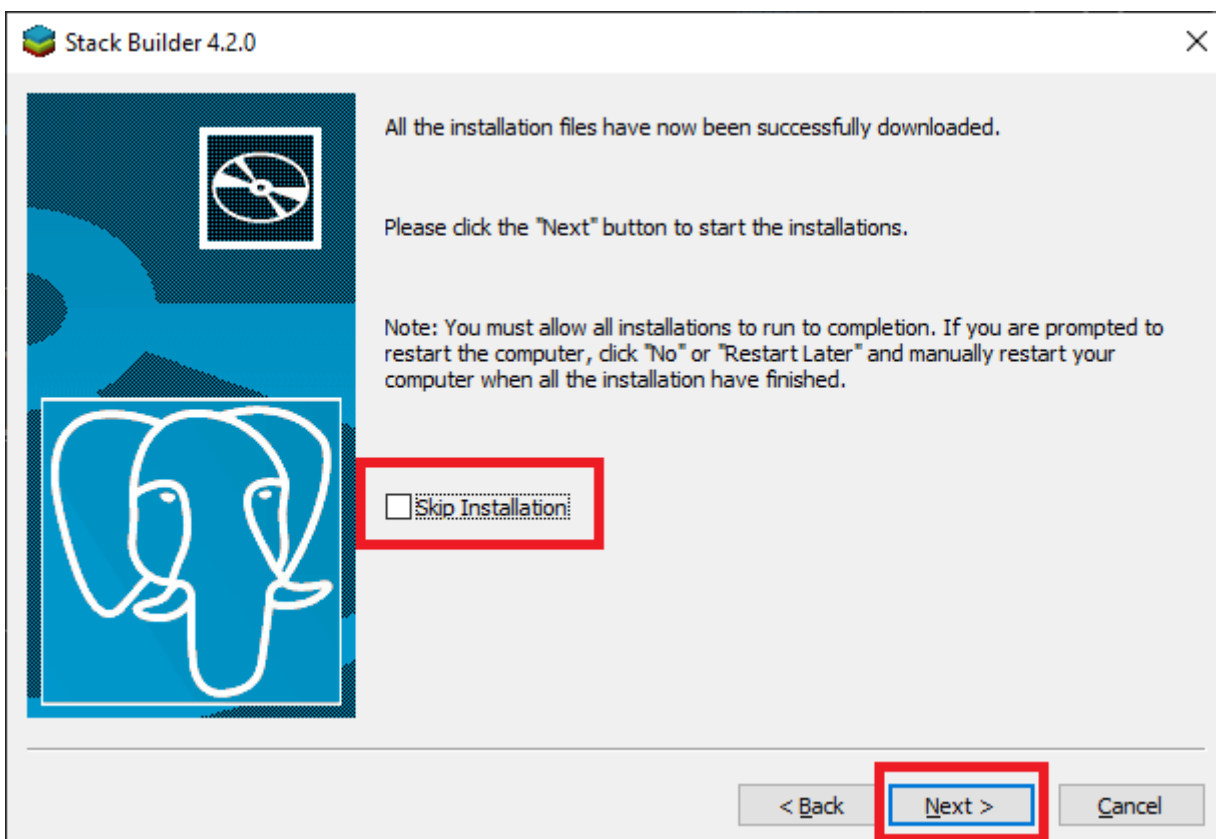 Stack Builder 4.2.0
All the installation files have now been successfully downloaded.
Please click the "Next" button to start the installations.
Note: You must allow all installations to run to completion. If you are prompted to
restart the computer, click "No" or "Restart Later" and manually restart your
computer when all the installation have finished.
Skip Installation
< Back Next > Cancel